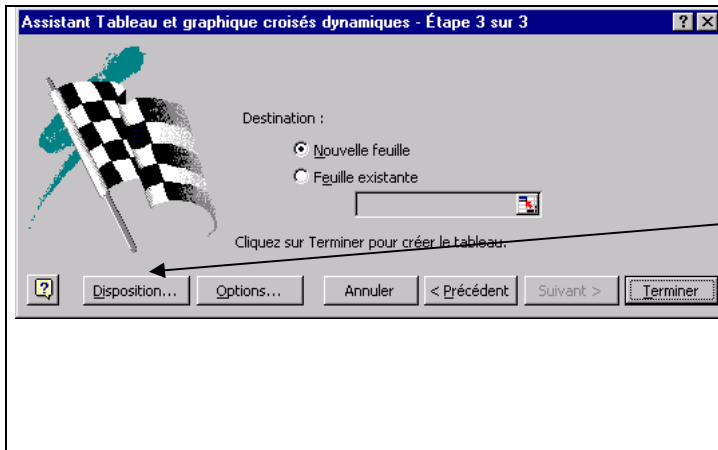 Assistant Tableau et graphique croisés dynamiques - Étape 3 sur 3
Destination :
Nouvelle feuille
Feuille existante
Cliquez sur Terminer pour créer le tableau.
Disposition... Options... Annuler < Précédent Suivant > Terminer